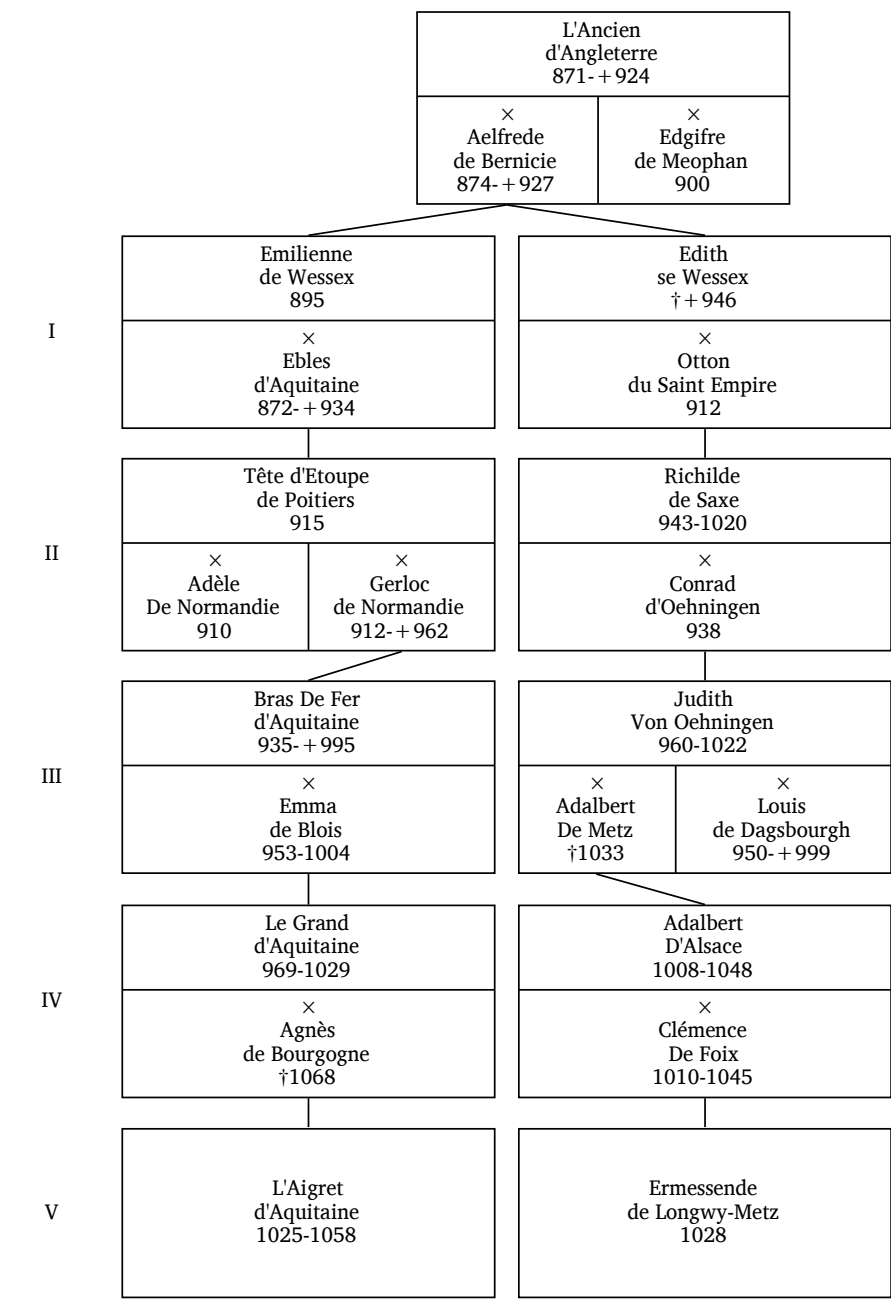 L'Ancien
d'Angleterre
871-+924
×
Aelfrede
de Bernicie
874-+927
×
Edgifre
de Meophan
900
I
Emilienne
de Wessex
895
×
Ebles
d'Aquitaine
872-+934
Edith
se Wessex
†+946
×
Otton
du Saint Empire
912
II
Tête d'Etoupe
de Poitiers
915
×
Adèle
De Normandie
910
×
Gerloc
de Normandie
912-+962
Richilde
de Saxe
943-1020
×
Conrad
d'Oehningen
938
III
Bras De Fer
d'Aquitaine
935-+995
×
Emma
de Blois
953-1004
Judith
Von Oehningen
960-1022
×
Adalbert
De Metz
†1033
×
Louis
de Dagsbourgh
950-+999
IV
Le Grand
d'Aquitaine
969-1029
×
Agnès
de Bourgogne
†1068
Adalbert
D'Alsace
1008-1048
×
Clémence
De Foix
1010-1045
V
L'Aigret
d'Aquitaine
1025-1058
Ermessende
de Longwy-Metz
1028